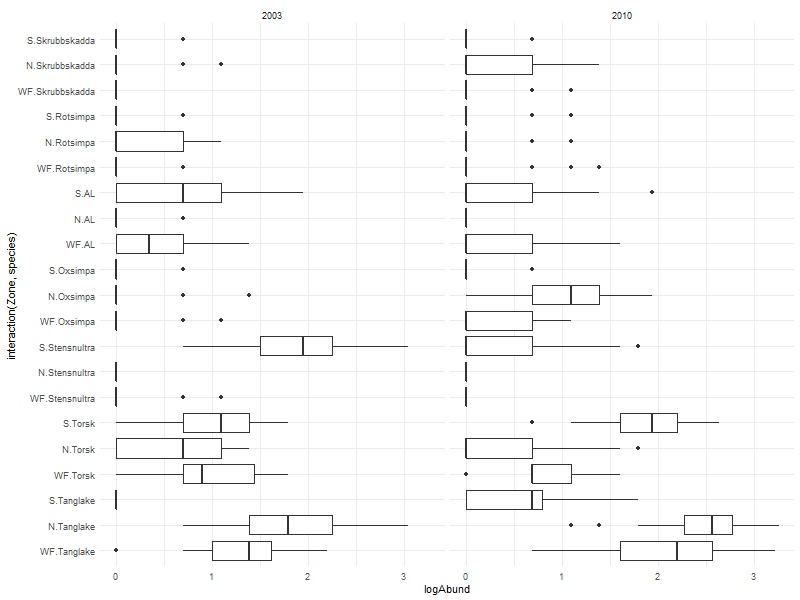 2003 2010
S.Skrubbskadda
N.Skrubbskadda
WF.Skrubbskadda
S.Rotsimpa
N.Rotsimpa
WF.Rotsimpa
S.AL
N.AL
WF.AL
S.Oxsimpa
N.Oxsimpa
WF.Oxsimpa
S.Stensnultra
N.Stensnultra
WF.Stensnultra
S.Torsk
N.Torsk
WF.Torsk
S.Tanglake
N.Tanglake
WF.Tanglake
interaction(Zone, species)
0 1 2 3 0 1 2 3
logAbund